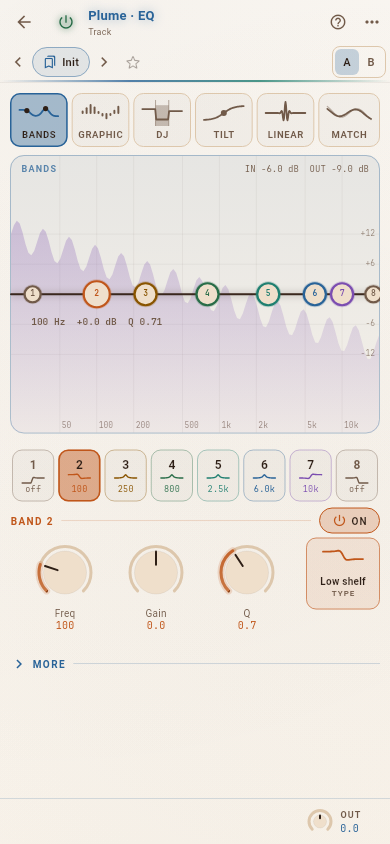 Plume · EQ
Track
Init
A B
BANDS GRAPHIC DJ TILT LINEAR MATCH
BANDS IN -6.0 dB OUT -9.0 dB
+12
+6
1 2 3 4 5 6 7 8
-6
100 Hz +0.0 dB Q 0.71
-12
50 100 200 500 1k 2k 5k 10k
1 2 3 4 5 6 7 8
off 100 250 800 2.5k 6.0k 10k off
BAND 2 ON
Low shelf
TYPE
Freq Gain Q
100 0.0 0.7
MORE
OUT
0.0